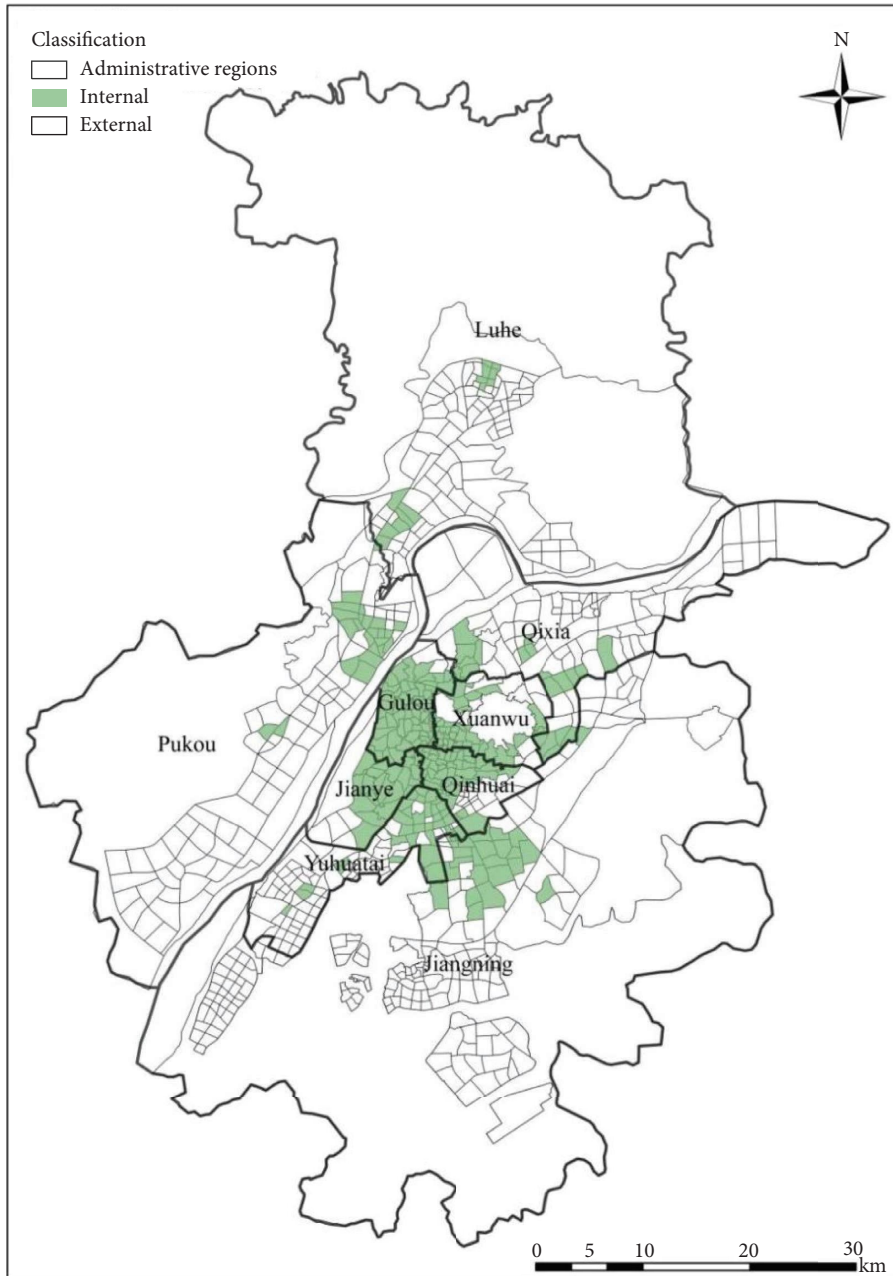 Classification
Administrative regions
Internal
External
N
Luhe
Qixia
Gulou
Xuanwu
Pukou
Jianye
Qinhuai
Yuhuatai
Jiangning
0 5 10 20 30
km